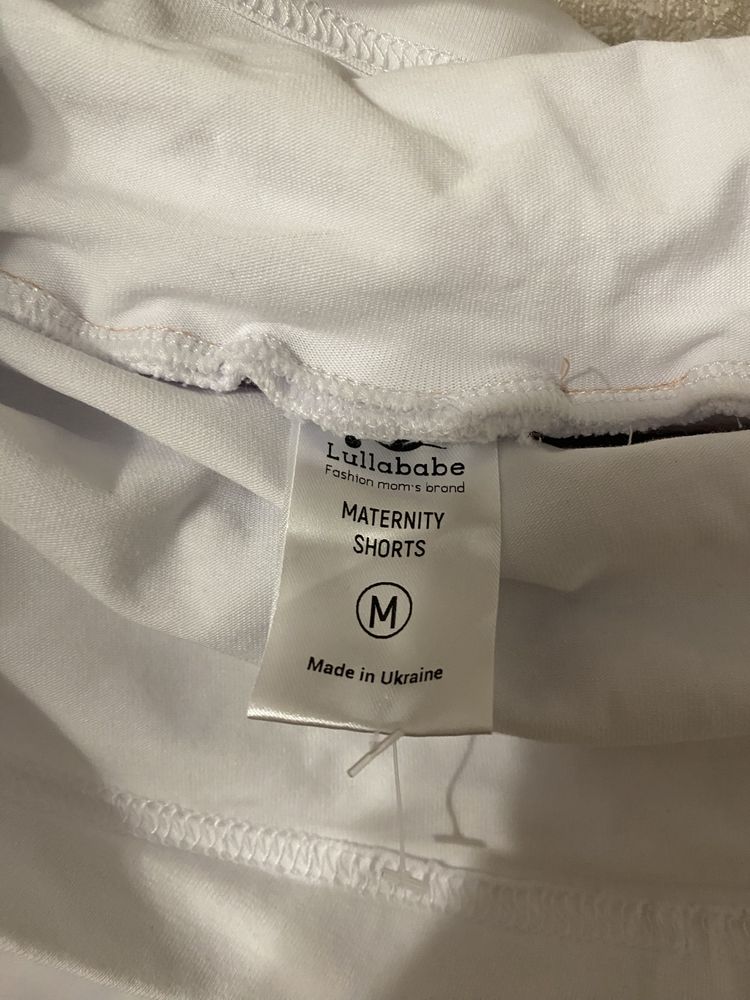 Lullababe
Fashion mom's brand
MATERNITY
SHORTS
M
Made in Ukraine